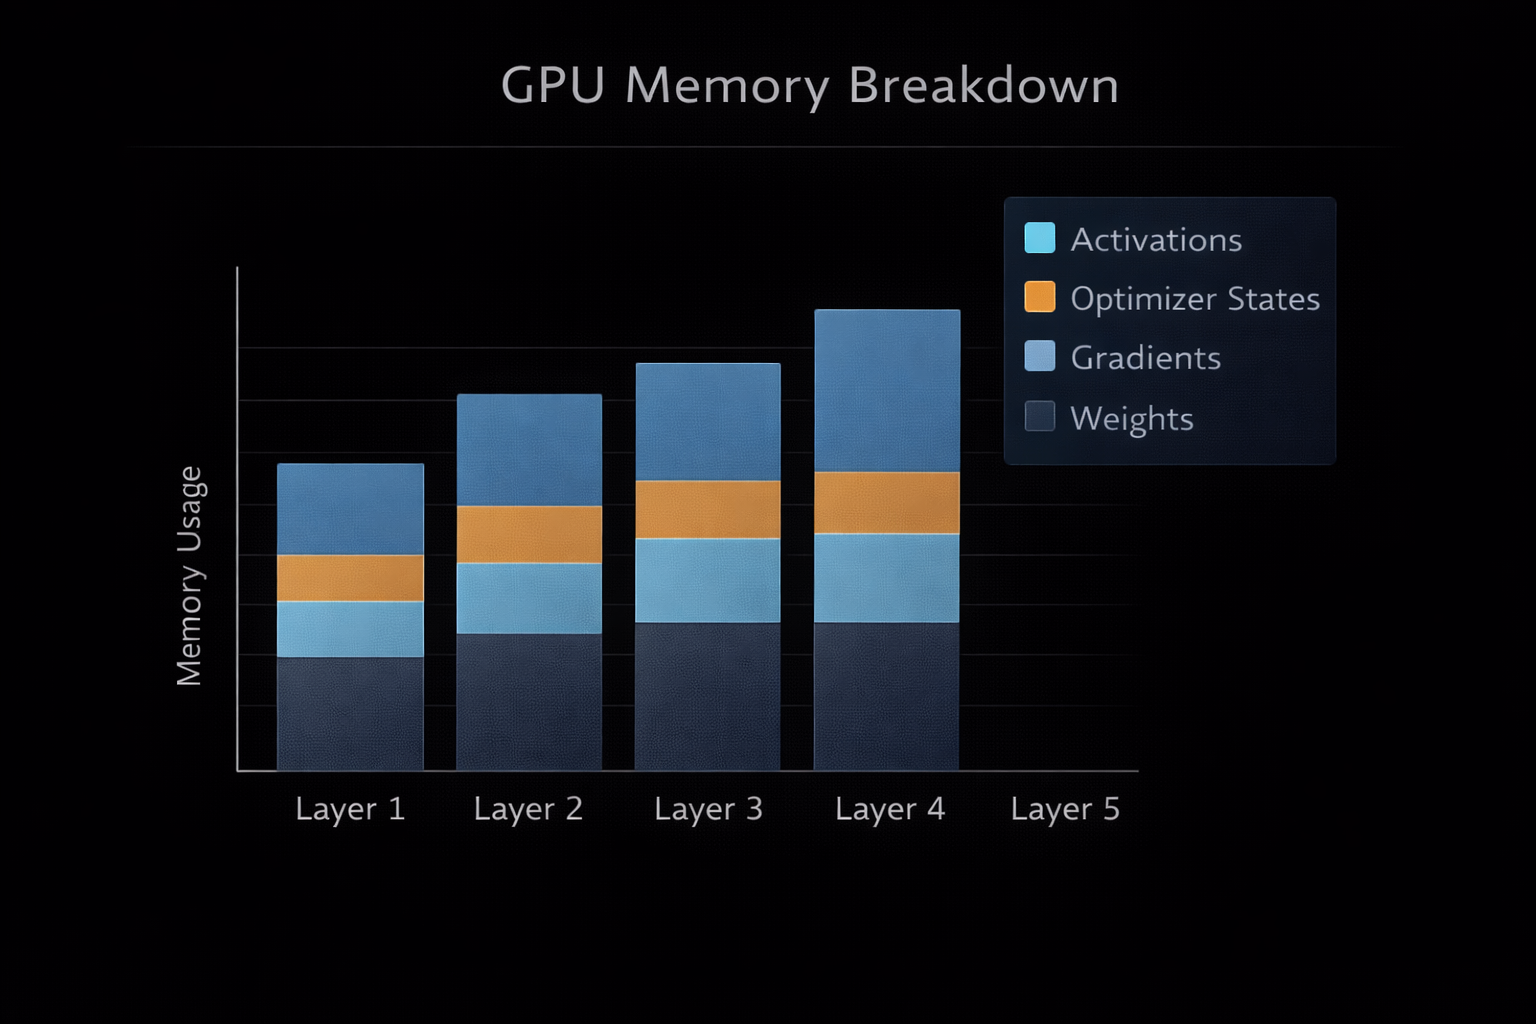 GPU Memory Breakdown
Activations
Optimizer States
Gradients
Weights
Memory Usage
Layer 1
Layer 2
Layer 3
Layer 4
Layer 5